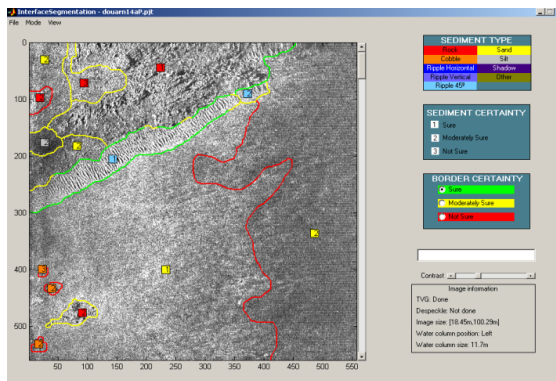 InterfaceSegmentation - douarn14aP.pjt
File Mode View
0
100
200
300
400
500
50 100 150 200 250 300 350 400 450 500 550
SEDIMENT TYPE
Rock Sand
Cobble Silt
Ripple Horizontal Shadow
Ripple Vertical Other
Ripple 45º
SEDIMENT CERTAINTY
1 Sure
2 Moderately Sure
3 Not Sure
BORDER CERTAINTY
Sure
Moderately Sure
Not Sure
Contrast
Image information
TVG: Done
Despeckle: Not done
Image size: [18.45m,100.29m]
Water column position: Left
Water column size: 11.7m